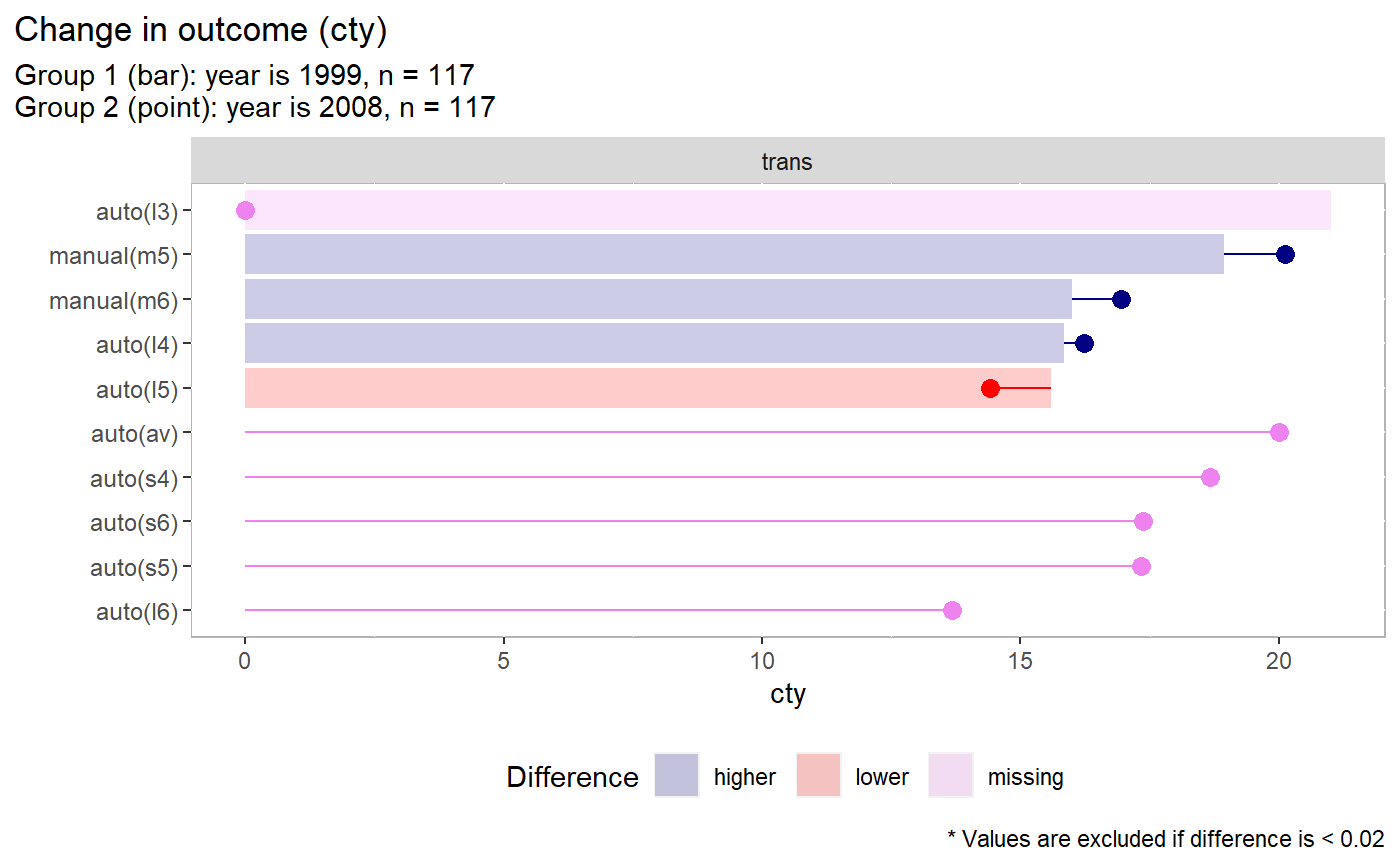 Change in outcome (cty)
Group 1 (bar): year is 1999, n = 117
Group 2 (point): year is 2008, n = 117
trans
auto(l3)
manual(m5)
manual(m6)
auto(l4)
auto(l5)
auto(av)
auto(s4)
auto(s6)
auto(s5)
auto(l6)
0 5 10 15 20
cty
Difference higher lower missing
* Values are excluded if difference is < 0.02